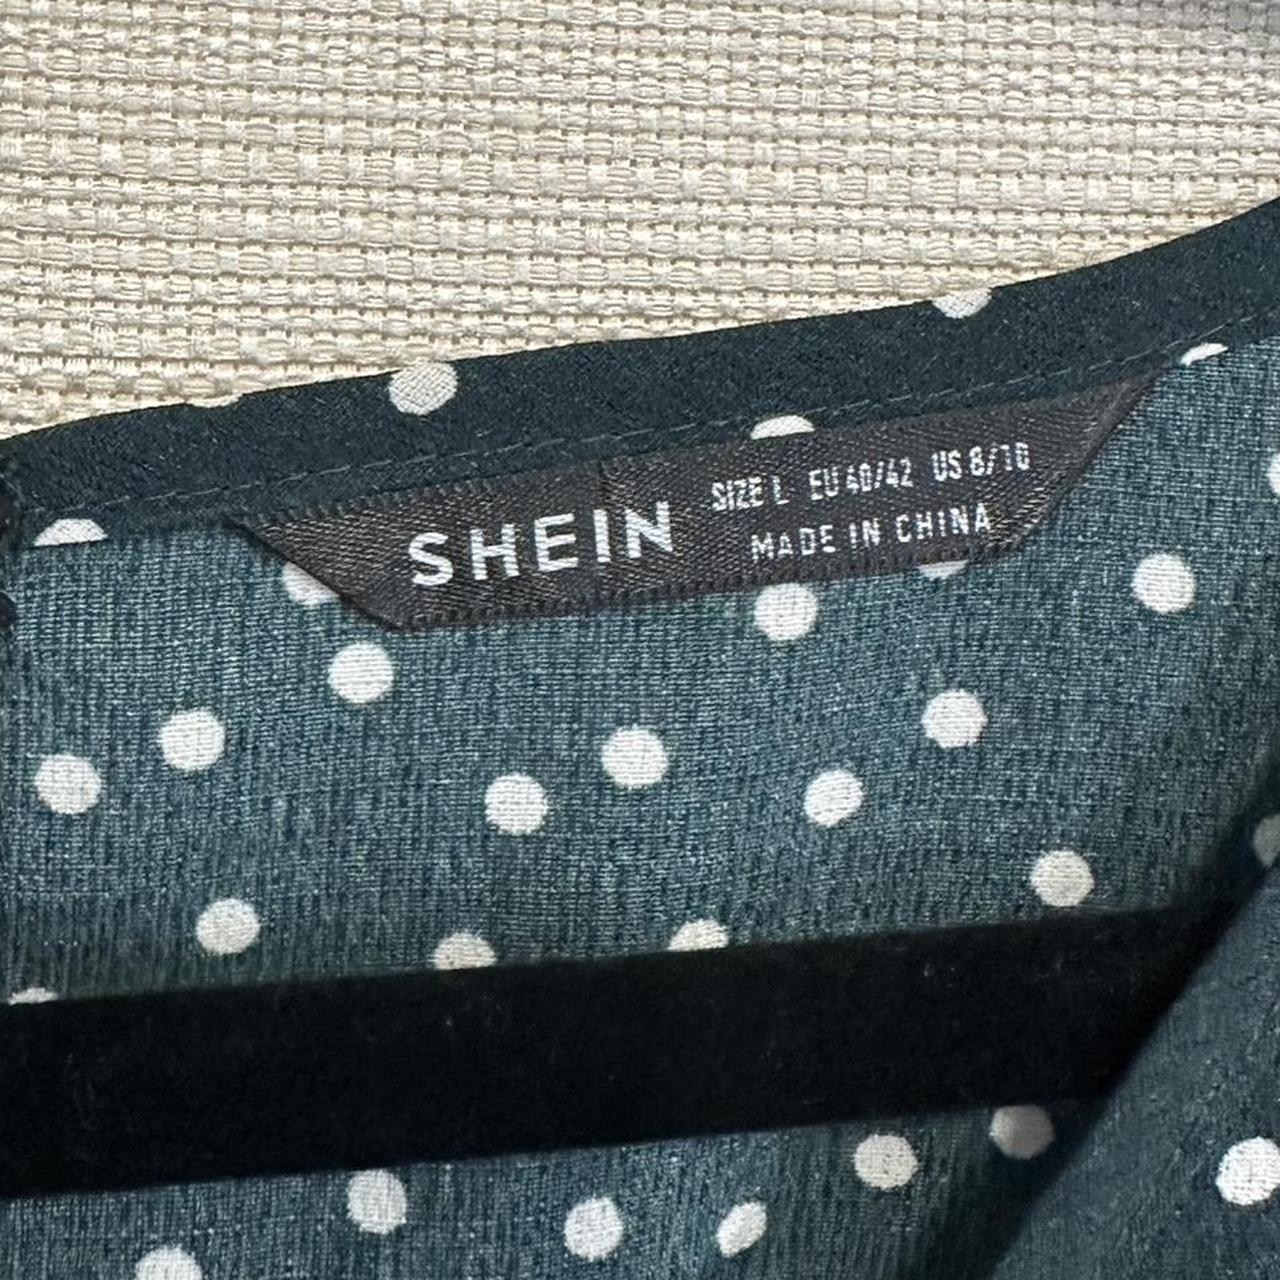 SHEIN
SIZE L EU 40/42 US 8/10
MADE IN CHINA